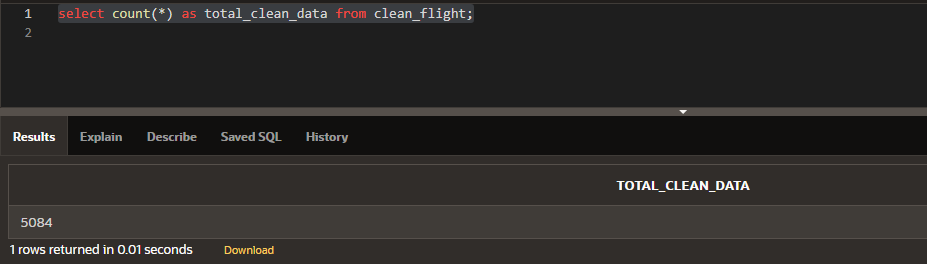 1 select count(*) as total_clean_data from clean_flight;
2
Results Explain Describe Saved SQL History
TOTAL_CLEAN_DATA
5084
1 rows returned in 0.01 seconds Download